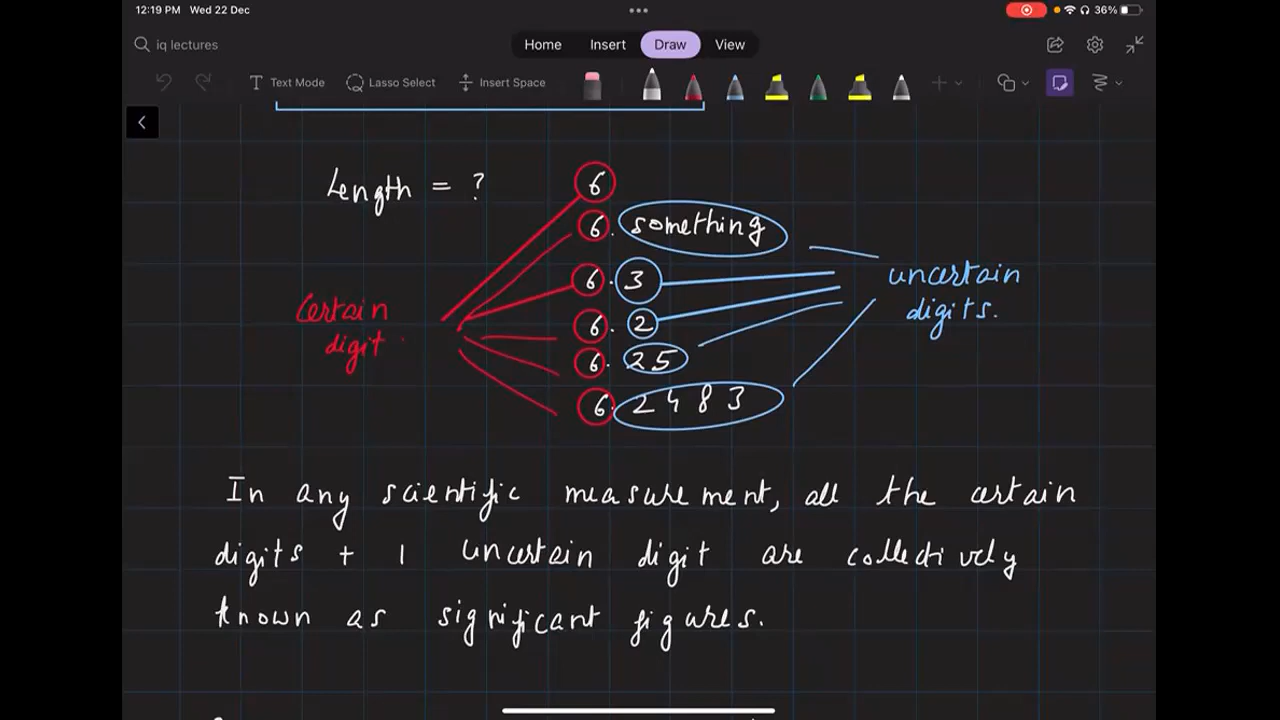 12:19 PM Wed 22 Dec
36%
iq lectures
Home Insert Draw View
Text Mode Lasso Select Insert Space
Length = ?
6
6. something
6.3
6.2
6.25
6.2483
Certain
digit
uncertain
digits.
In any scientific measurement, all the certain
digits + 1 uncertain digit are collectively
known as significant figures.